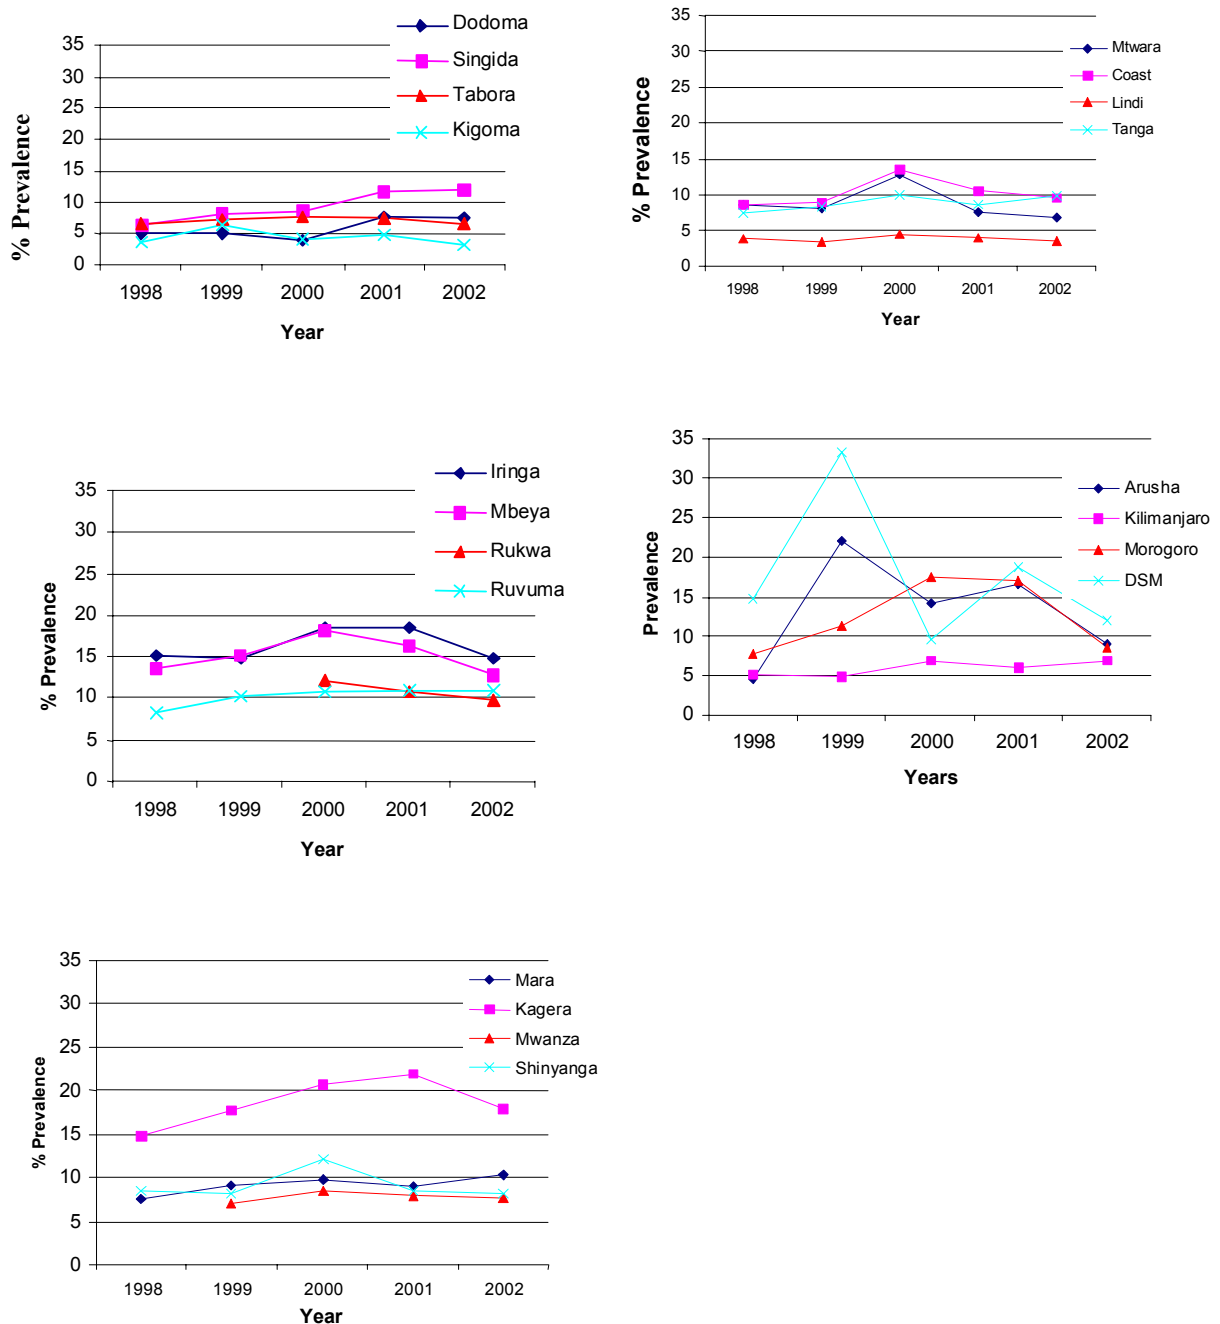 Dodoma
Singida
Tabora
Kigoma
% Prevalence
35
30
25
20
15
10
5
0
1998 1999 2000 2001 2002
Year
Mtwara
Coast
Lindi
Tanga
% Prevalence
35
30
25
20
15
10
5
0
1998 1999 2000 2001 2002
Year
Iringa
Mbeya
Rukwa
Ruvuma
% Prevalence
35
30
25
20
15
10
5
0
1998 1999 2000 2001 2002
Year
Arusha
Kilimanjaro
Morogoro
DSM
Prevalence
35
30
25
20
15
10
5
0
1998 1999 2000 2001 2002
Years
Mara
Kagera
Mwanza
Shinyanga
% Prevalence
35
30
25
20
15
10
5
0
1998 1999 2000 2001 2002
Year